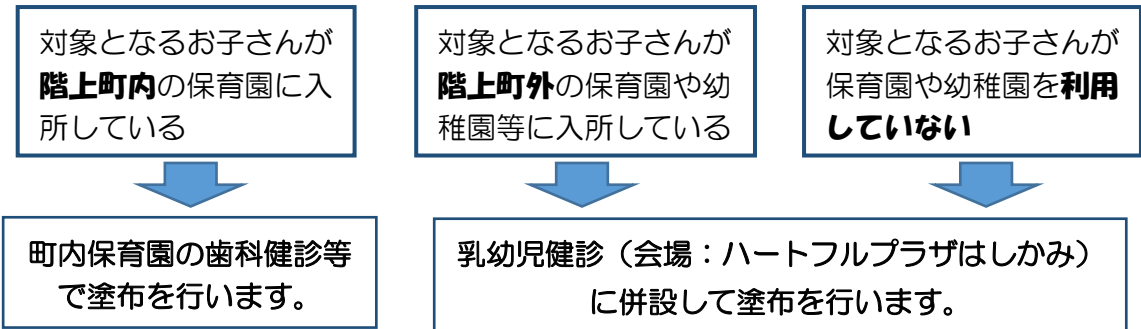 対象となるお子さんが
階上町内の保育園に入
所している
対象となるお子さんが
階上町外の保育園や幼
稚園等に入所している
対象となるお子さんが
保育園や幼稚園を利用
していない
町内保育園の歯科健診等
で塗布を行います。
乳幼児健診（会場：ハートフルプラザはしかみ）
に併設して塗布を行います。